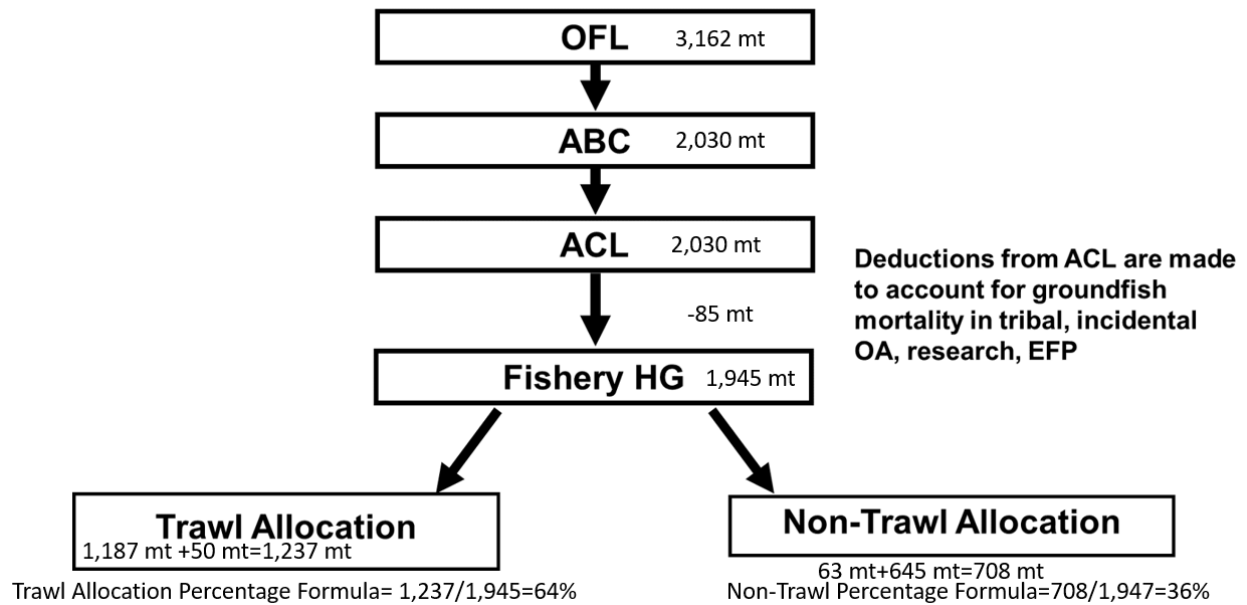 OFL 3,162 mt
ABC 2,030 mt
ACL 2,030 mt
Deductions from ACL are made
to account for groundfish
mortality in tribal, incidental
OA, research, EFP
-85 mt
Fishery HG 1,945 mt
Trawl Allocation
1,187 mt +50 mt=1,237 mt
Trawl Allocation Percentage Formula= 1,237/1,945=64%
Non-Trawl Allocation
63 mt+645 mt=708 mt
Non-Trawl Percentage Formula=708/1,947=36%